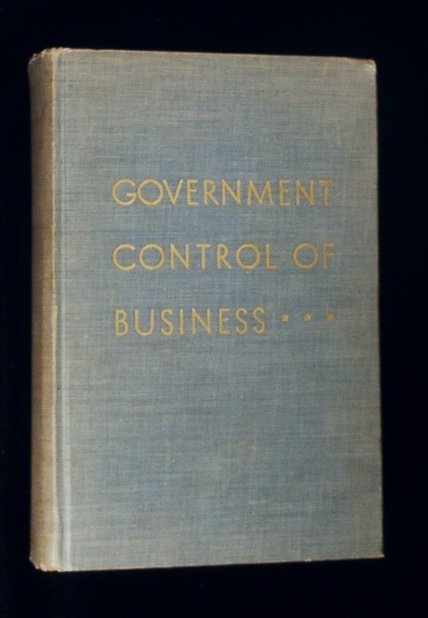 GOVERNMENT
CONTROL OF
BUSINESS ★ ★ ★